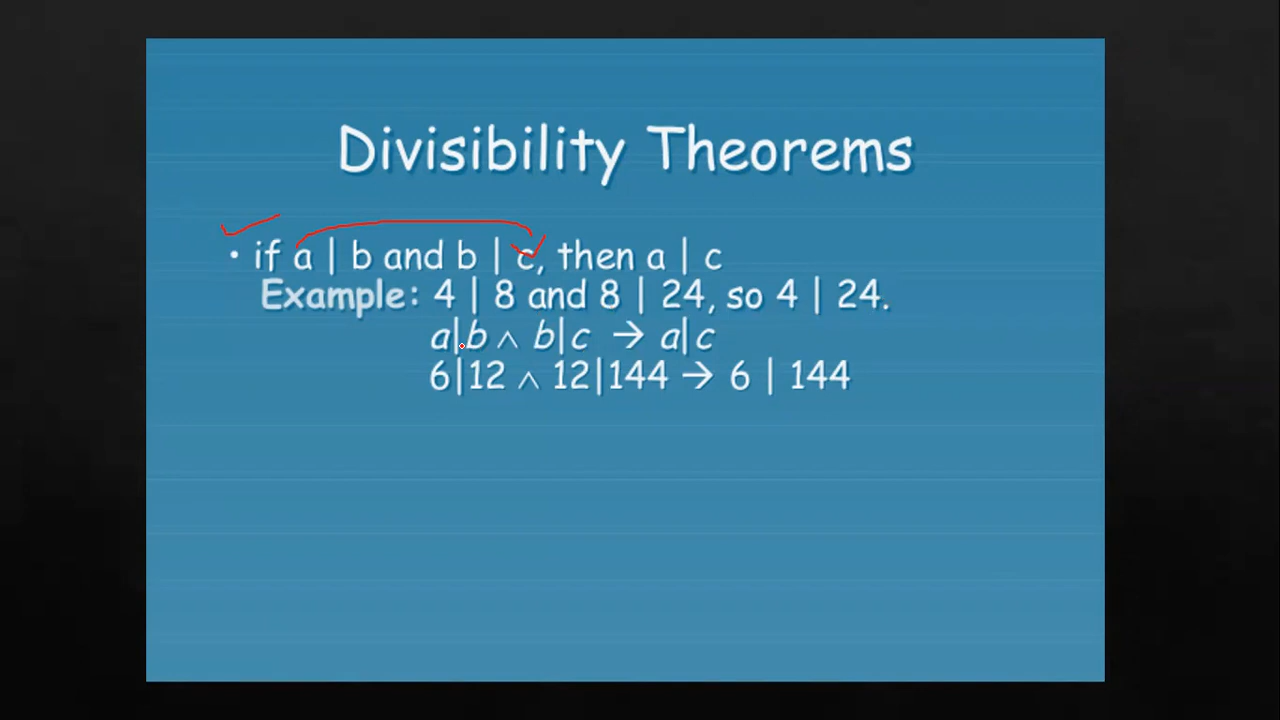 Divisibility Theorems
• if a | b and b | c, then a | c
Example: 4 | 8 and 8 | 24, so 4 | 24.
a|b ∧ b|c → a|c
6|12 ∧ 12|144 → 6 | 144